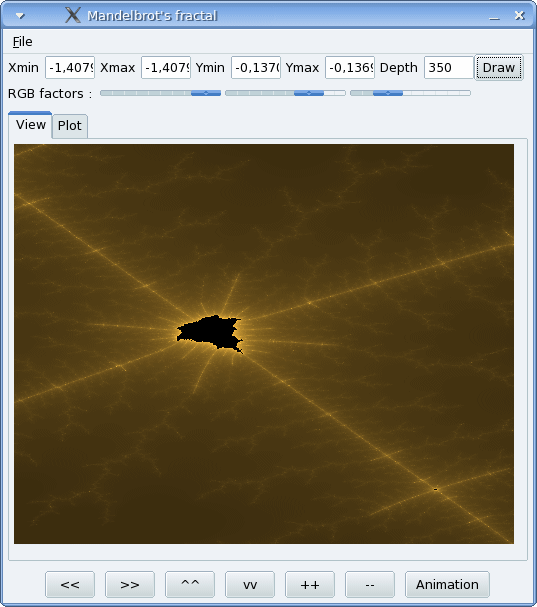 Mandelbrot's fractal
File
Xmin -1,4079 Xmax -1,4079 Ymin -0,1370 Ymax -0,1369 Depth 350 Draw
RGB factors :
View Plot
<< >> ^^ vv ++ -- Animation